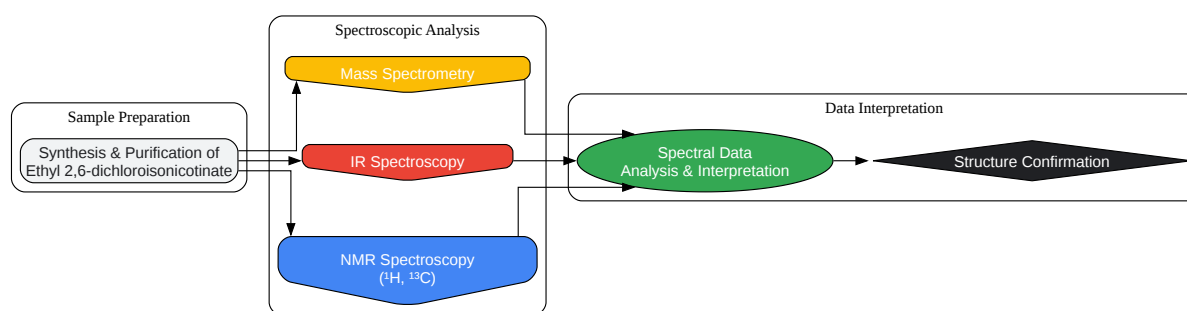 Sample Preparation
Synthesis & Purification of
Ethyl 2,6-dichloroisonicotinate
Spectroscopic Analysis
Mass Spectrometry
IR Spectroscopy
NMR Spectroscopy
(¹H, ¹³C)
Data Interpretation
Spectral Data
Analysis & Interpretation
Structure Confirmation